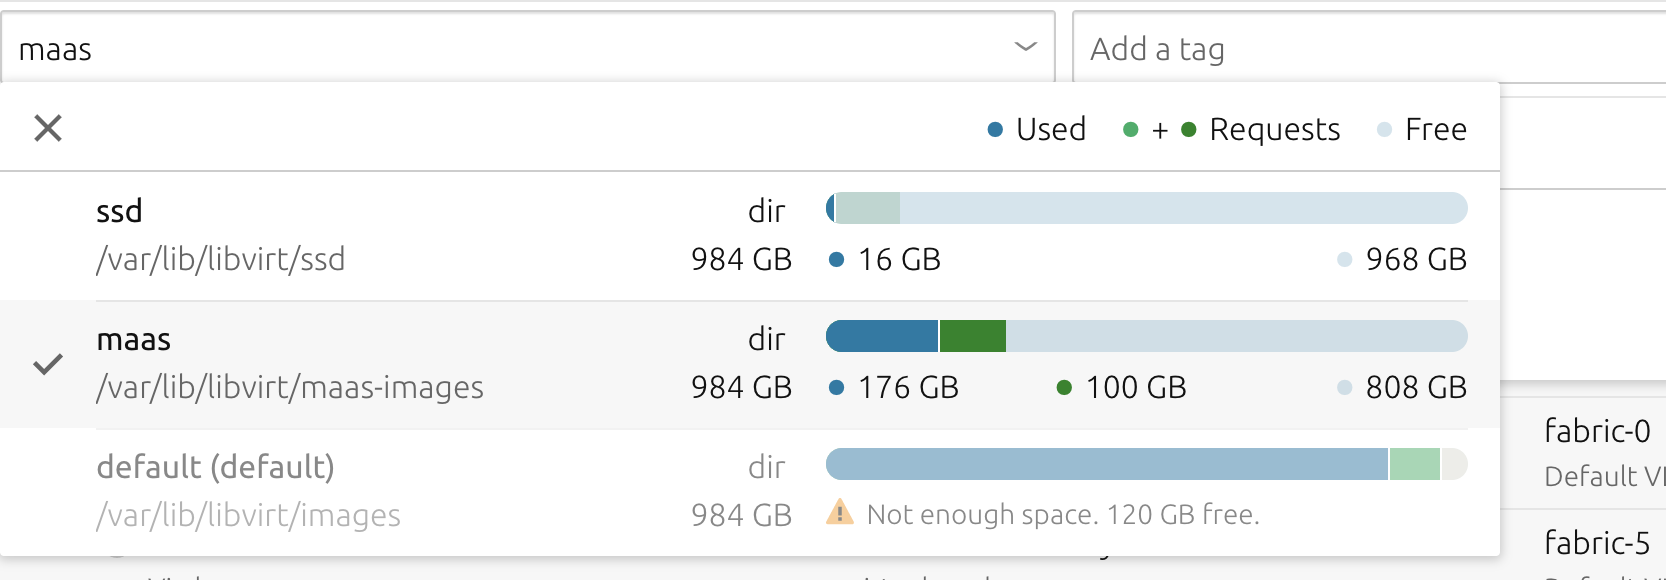 maas
Add a tag
Used + Requests Free
ssd dir
/var/lib/libvirt/ssd 984 GB 16 GB 968 GB
maas dir
/var/lib/libvirt/maas-images 984 GB 176 GB 100 GB 808 GB
default (default) dir
/var/lib/libvirt/images 984 GB Not enough space. 120 GB free.
fabric-0
Default
fabric-5